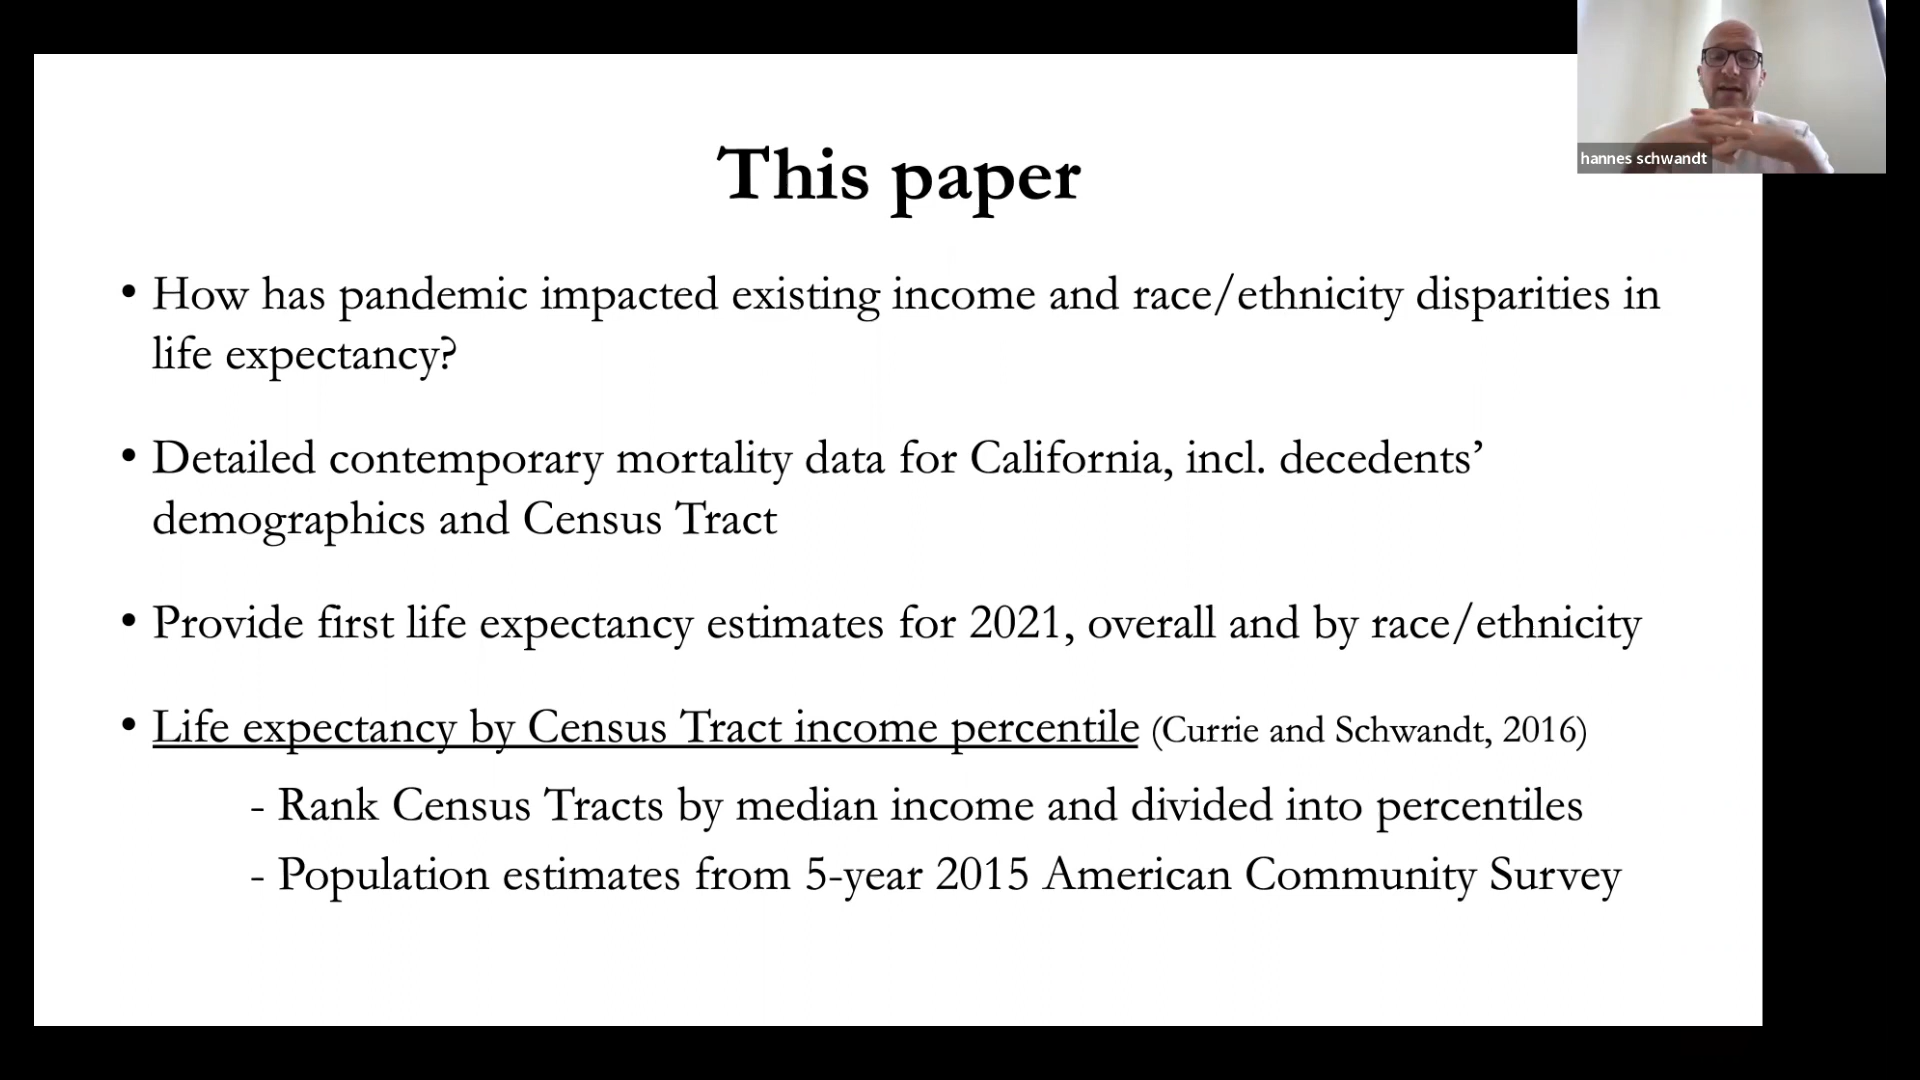 hannes schwandt
This paper
• How has pandemic impacted existing income and race/ethnicity disparities in
life expectancy?
• Detailed contemporary mortality data for California, incl. decedents’
demographics and Census Tract
• Provide first life expectancy estimates for 2021, overall and by race/ethnicity
• Life expectancy by Census Tract income percentile (Currie and Schwandt, 2016)
- Rank Census Tracts by median income and divided into percentiles
- Population estimates from 5-year 2015 American Community Survey